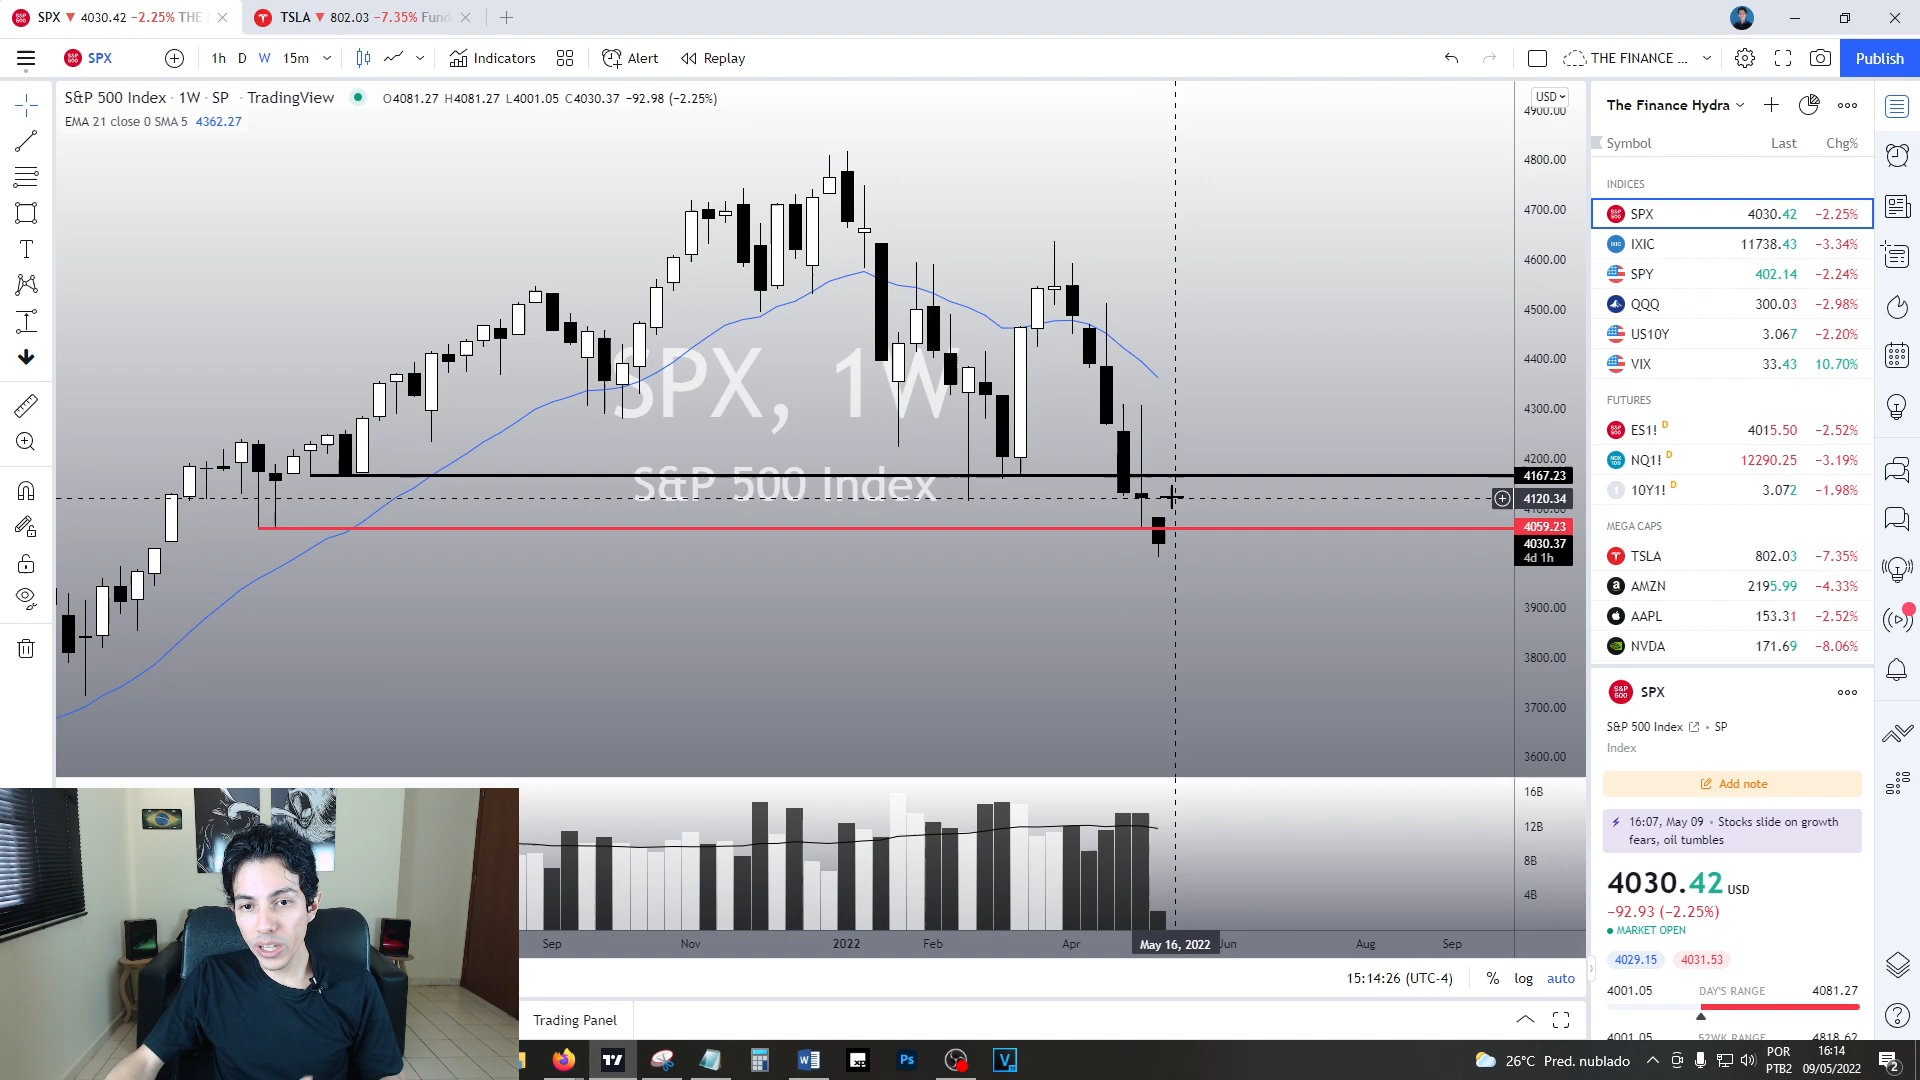 SPX ▼ 4030.42 −2.25% THE
TSLA ▼ 802.03 −7.35% Fund
SPX
1h D W 15m
Indicators
Alert
Replay
THE FINANCE ...
Publish
S&P 500 Index · 1W · SP · TradingView
O4081.27 H4081.27 L4001.05 C4030.37 −92.98 (−2.25%)
EMA 21 close 0 SMA 5 4362.27
SPX, 1W
S&P 500 Index
USD
4900.00
4800.00
4700.00
4600.00
4500.00
4400.00
4300.00
4200.00
4167.23
4120.34
4100.00
4059.23
4030.37
4d 1h
3900.00
3800.00
3700.00
3600.00
16B
12B
8B
4B
Sep Nov 2022 Feb Apr May 16, 2022 Jun Aug Sep
15:14:26 (UTC-4) % log auto
Trading Panel
The Finance Hydra
Symbol Last Chg%
INDICES
SPX 4030.42 −2.25%
IXIC 11738.43 −3.34%
SPY 402.14 −2.24%
QQQ 300.03 −2.98%
US10Y 3.067 −2.20%
VIX 33.43 10.70%
FUTURES
ES1! D 4015.50 −2.52%
NQ1! D 12290.25 −3.19%
10Y1! D 3.072 −1.98%
MEGA CAPS
TSLA 802.03 −7.35%
AMZN 2195.99 −4.33%
AAPL 153.31 −2.52%
NVDA 171.69 −8.06%
SPX
S&P 500 Index • SP
Index
Add note
16:07, May 09 • Stocks slide on growth
fears, oil tumbles
4030.42 USD
−92.93 (−2.25%)
MARKET OPEN
4029.15 4031.53
4001.05 DAY'S RANGE 4081.27
4001.05 52WK RANGE 4818.62
26°C Pred. nublado
POR
PTB2
16:14
09/05/2022
2